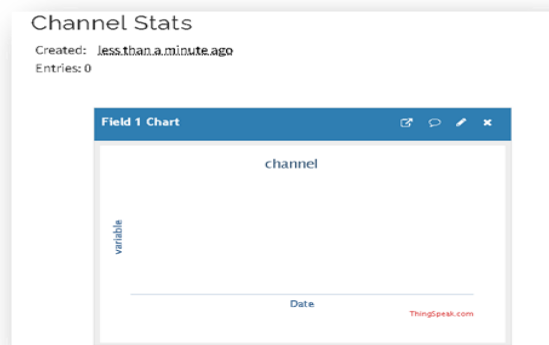 Channel Stats
Created: less than a minute ago
Entries: 0
Field 1 Chart
channel
variable
Date
ThingSpeak.com